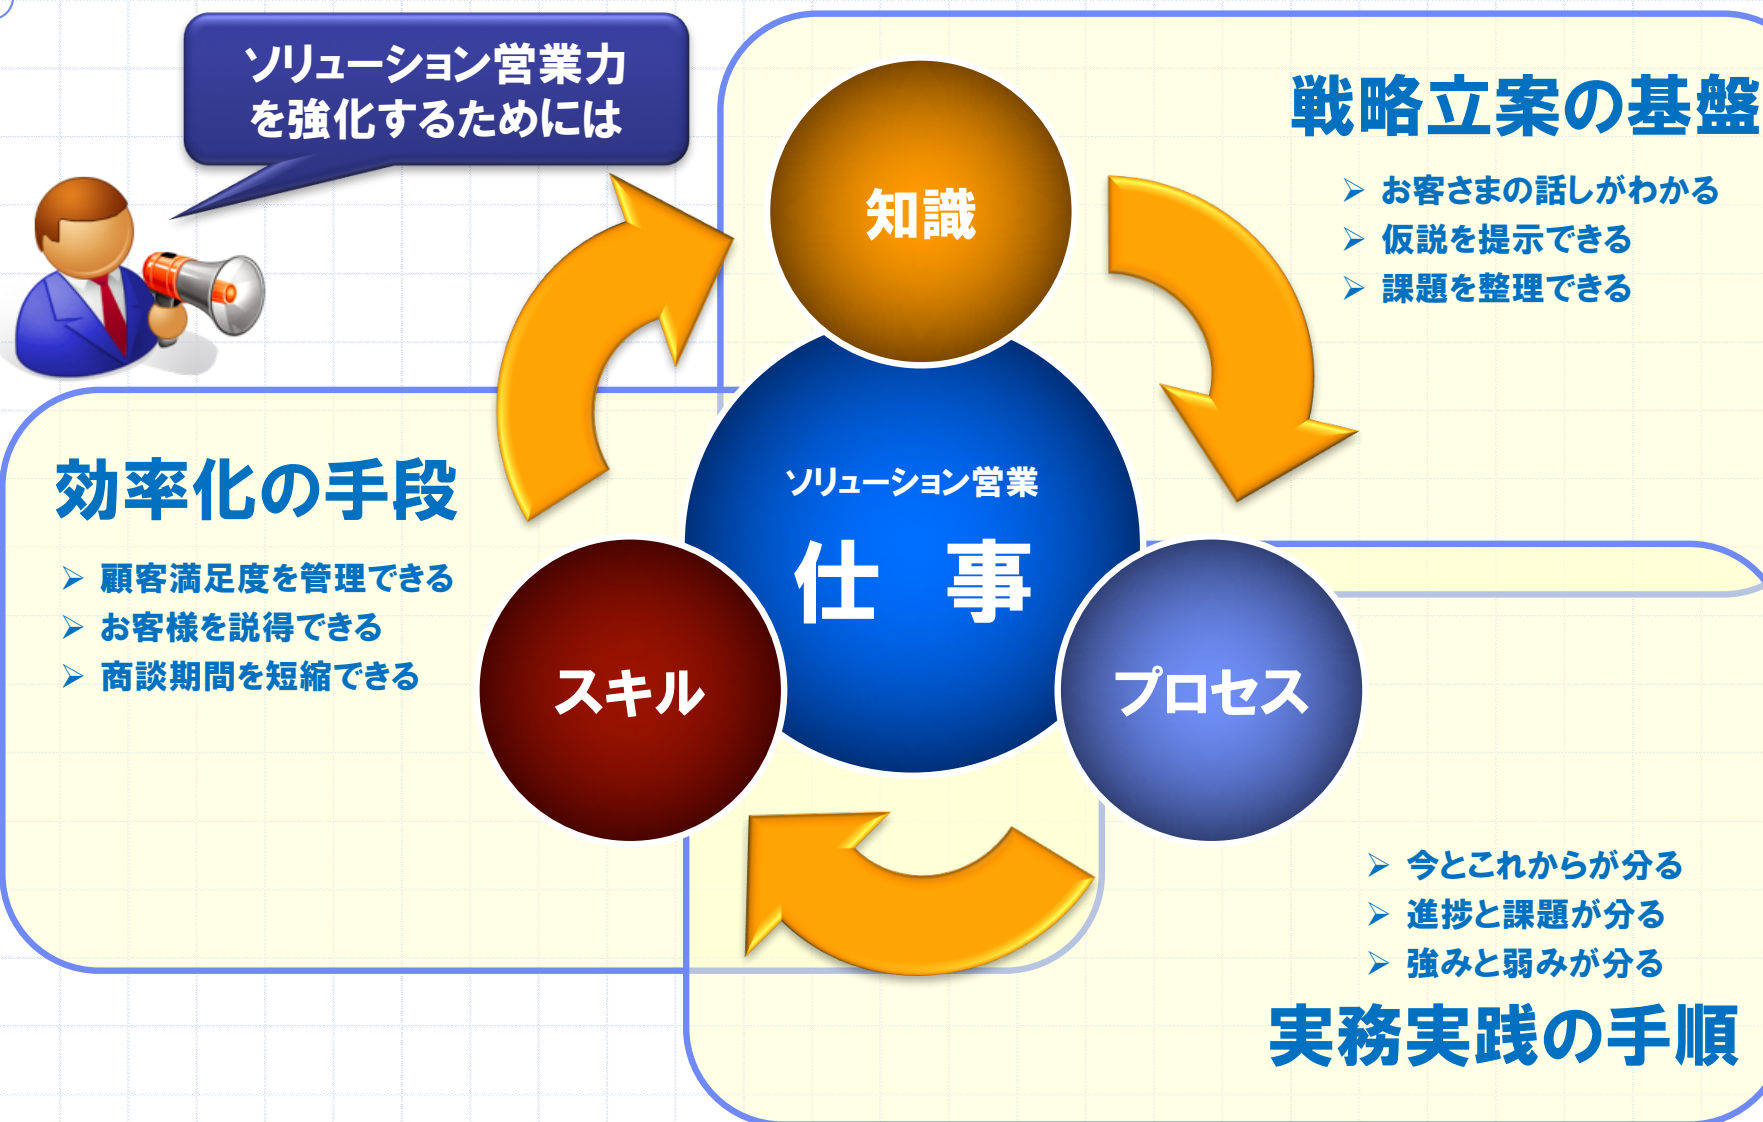 ソリューション営業力
を強化するためには
知識
戦略立案の基盤
➢ お客さまの話しがわかる
➢ 仮説を提示できる
➢ 課題を整理できる
効率化の手段
➢ 顧客満足度を管理できる
➢ お客様を説得できる
➢ 商談期間を短縮できる
ソリューション営業
仕 事
スキル
プロセス
➢ 今とこれからが分る
➢ 進捗と課題が分る
➢ 強みと弱みが分る
実務実践の手順